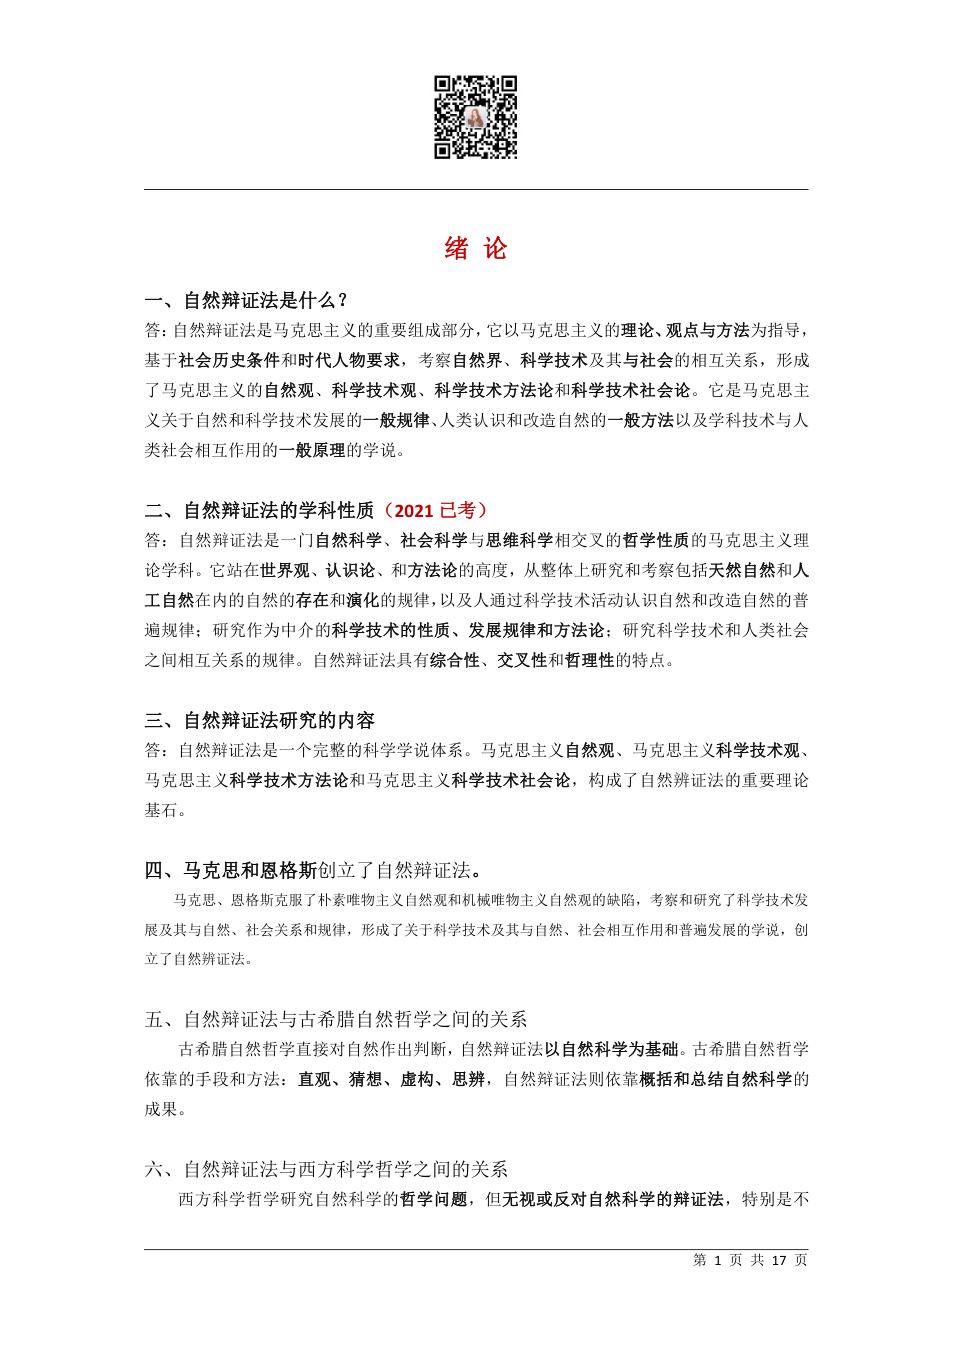 绪 论
一、自然辩证法是什么？
答：自然辩证法是马克思主义的重要组成部分，它以马克思主义的理论、观点与方法为指导，
基于社会历史条件和时代人物要求，考察自然界、科学技术及其与社会的相互关系，形成
了马克思主义的自然观、科学技术观、科学技术方法论和科学技术社会论。它是马克思主
义关于自然和科学技术发展的一般规律、人类认识和改造自然的一般方法以及学科技术与人
类社会相互作用的一般原理的学说。
二、自然辩证法的学科性质（2021 已考）
答：自然辩证法是一门自然科学、社会科学与思维科学相交叉的哲学性质的马克思主义理
论学科。它站在世界观、认识论、和方法论的高度，从整体上研究和考察包括天然自然和人
工自然在内的自然的存在和演化的规律，以及人通过科学技术活动认识自然和改造自然的普
遍规律；研究作为中介的科学技术的性质、发展规律和方法论；研究科学技术和人类社会
之间相互关系的规律。自然辩证法具有综合性、交叉性和哲理性的特点。
三、自然辩证法研究的内容
答：自然辩证法是一个完整的科学学说体系。马克思主义自然观、马克思主义科学技术观、
马克思主义科学技术方法论和马克思主义科学技术社会论，构成了自然辨证法的重要理论
基石。
四、马克思和恩格斯创立了自然辩证法。
马克思、恩格斯克服了朴素唯物主义自然观和机械唯物主义自然观的缺陷，考察和研究了科学技术发
展及其与自然、社会关系和规律，形成了关于科学技术及其与自然、社会相互作用和普遍发展的学说，创
立了自然辨证法。
五、自然辩证法与古希腊自然哲学之间的关系
古希腊自然哲学直接对自然作出判断，自然辩证法以自然科学为基础。古希腊自然哲学
依靠的手段和方法：直观、猜想、虚构、思辨，自然辩证法则依靠概括和总结自然科学的
成果。
六、自然辩证法与西方科学哲学之间的关系
西方科学哲学研究自然科学的哲学问题，但无视或反对自然科学的辩证法，特别是不
第 1 页 共 17 页